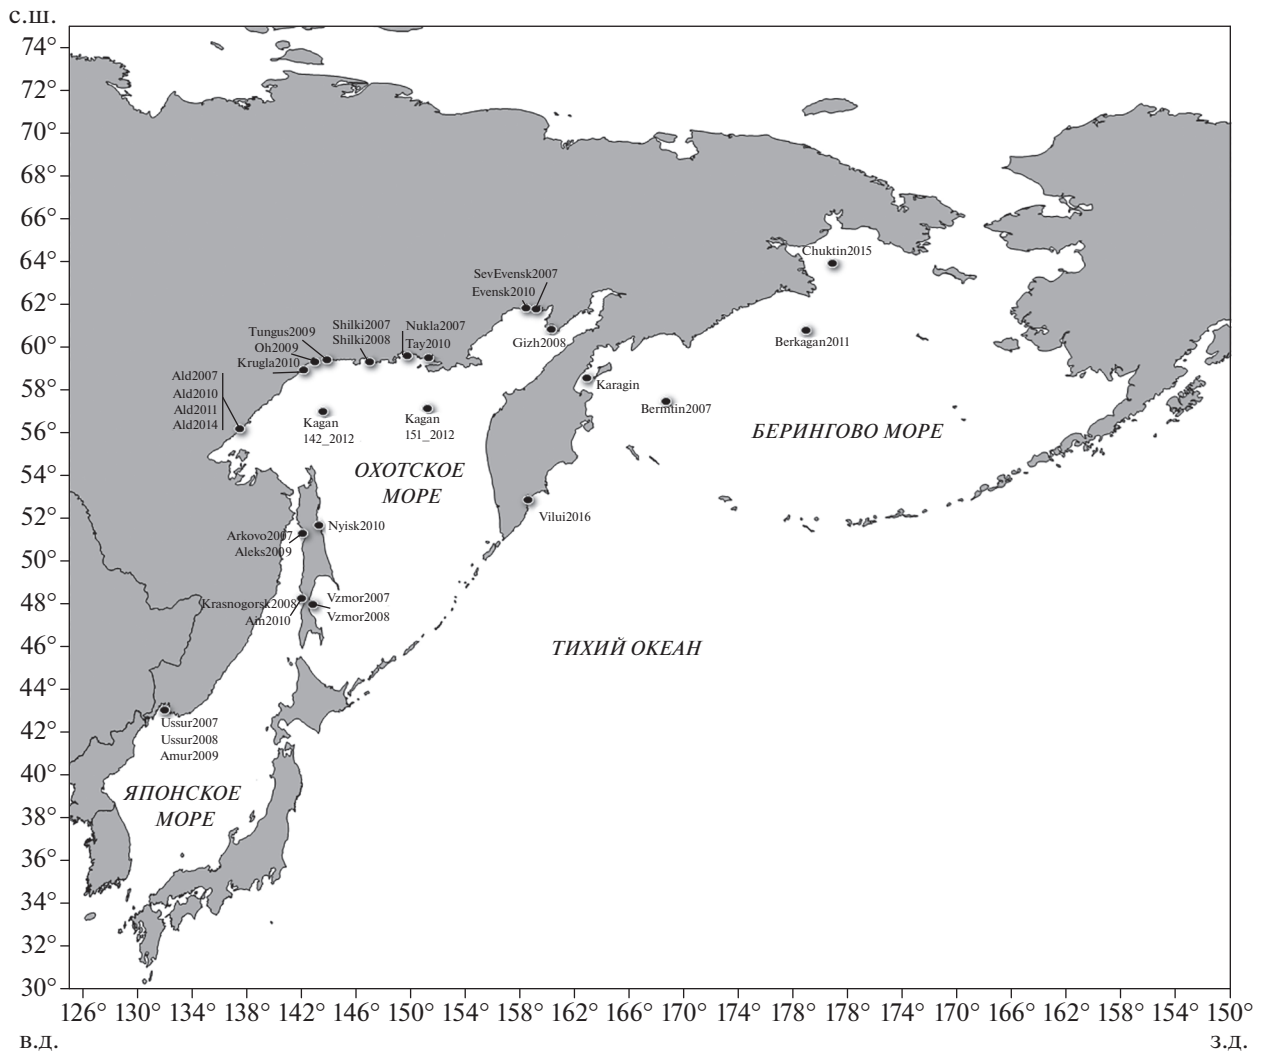 с.ш.
74°
72°
70°
68°
66°
64°
62°
60°
58°
56°
54°
52°
50°
48°
46°
44°
42°
40°
38°
36°
34°
32°
30°
Chuktin2015
SevEvensk2007
Evensk2010
Gizh2008
Berkagan2011
Shilki2007
Shilki2008
Nukla2007
Tay2010
Tungus2009
Oh2009
Krugla2010
Ald2007
Ald2010
Ald2011
Ald2014
Karagin
Bermtin2007
Kagan
142_2012
Kagan
151_2012
БЕРИНГОВО МОРЕ
ОХОТСКОЕ
МОРЕ
Vilui2016
Nyisk2010
Arkovo2007
Aleks2009
Krasnogorsk2008
Ain2010
Vzmor2007
Vzmor2008
ТИХИЙ ОКЕАН
Ussur2007
Ussur2008
Amur2009
ЯПОНСКОЕ
МОРЕ
126° 130° 134° 138° 142° 146° 150° 154° 158° 162° 166° 170° 174° 178° 178° 174° 170° 166° 162° 158° 154° 150°
в.д.
з.д.